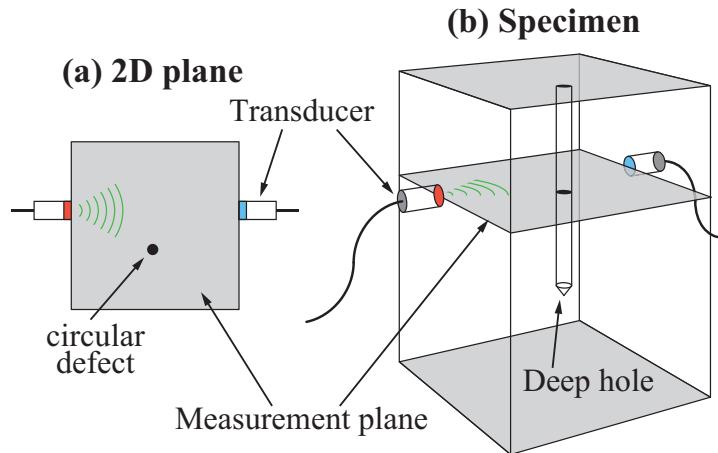 (b) Specimen
(a) 2D plane
Transducer
circular
defect
Deep hole
Measurement plane